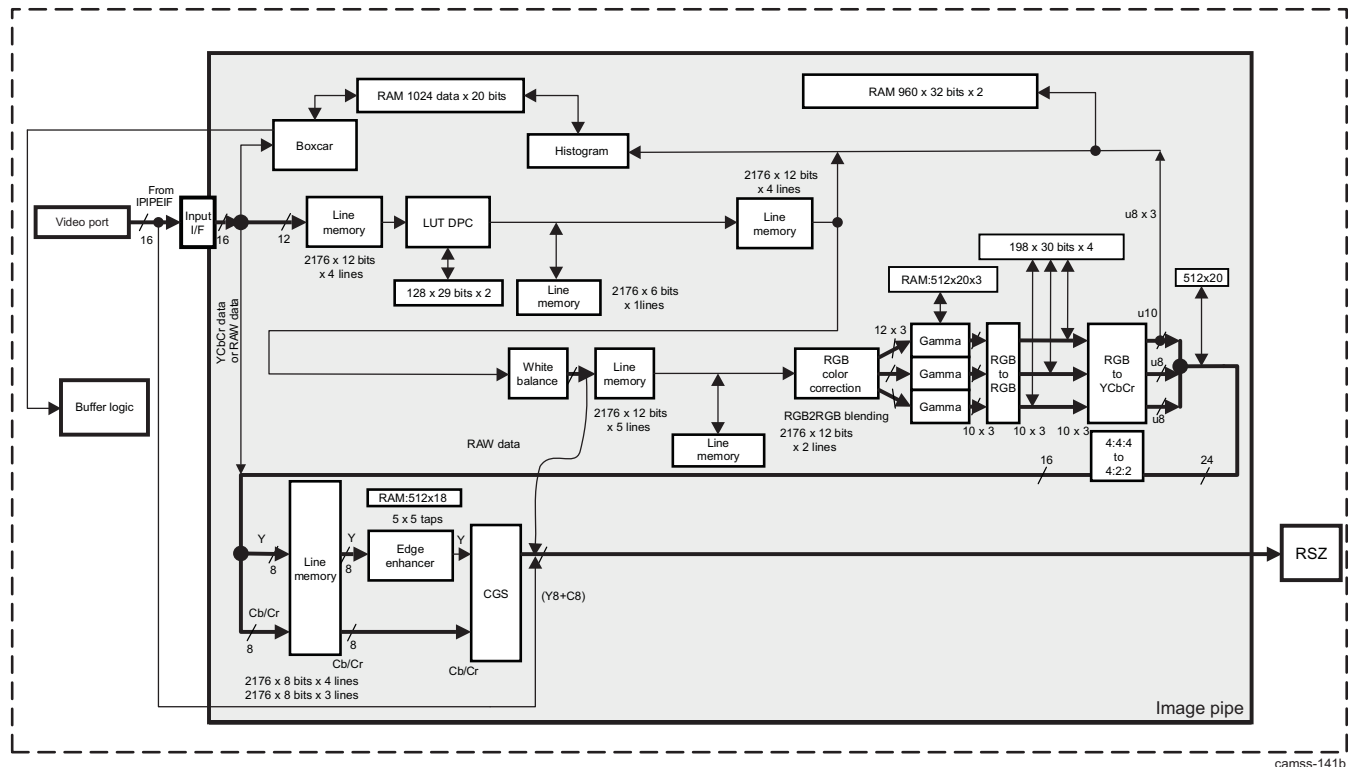 RAM 1024 data x 20 bits
RAM 960 x 32 bits x 2
Boxcar
Histogram
2176 x 12 bits
x 4 lines
From
IPIPEIF
Video port
16
Input
I/F
16
12
Line
memory
2176 x 12 bits
x 4 lines
LUT DPC
128 x 29 bits x 2
Line
memory
2176 x 6 bits
x 1lines
Line
memory
u8 x 3
198 x 30 bits x 4
512x20
RAM:512x20x3
YCbCr data
or RAW data
u10
12 x 3
White
balance
Line
memory
2176 x 12 bits
x 5 lines
RGB
color
correction
Gamma
Gamma
Gamma
RGB
to
RGB
RGB
to
YCbCr
u8
u8
Buffer logic
RGB2RGB blending
2176 x 12 bits
x 2 lines
10 x 3
10 x 3
10 x 3
RAW data
Line
memory
4:4:4
to
4:2:2
16
24
RAM:512x18
5 x 5 taps
Y
8
Line
memory
Y
8
Edge
enhancer
Y
CGS
RSZ
(Y8+C8)
Cb/Cr
8
8
Cb/Cr
Cb/Cr
2176 x 8 bits x 4 lines
2176 x 8 bits x 3 lines
Image pipe
camss-141b